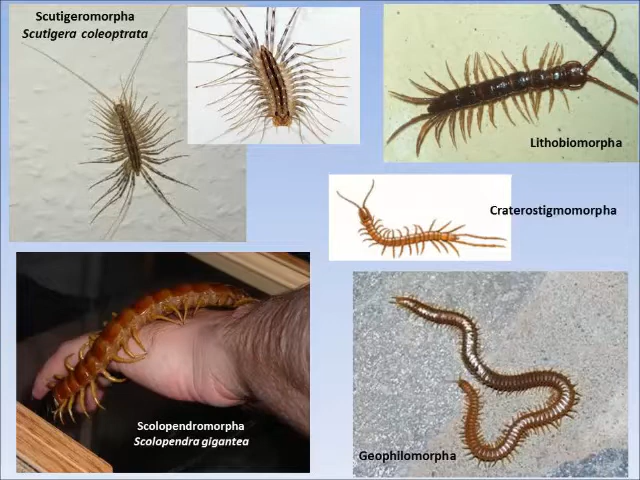 Scutigeromorpha
Scutigera coleoptrata
Lithobiomorpha
Craterostigmomorpha
Scolopendromorpha
Scolopendra gigantea
Geophilomorpha